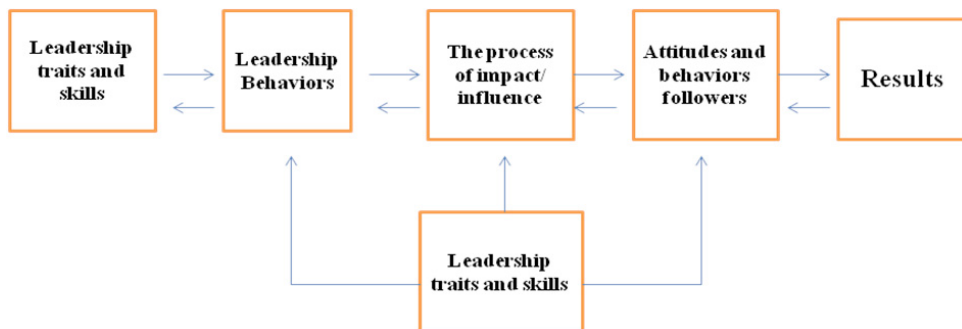 Leadership
traits and
skills
Leadership
Behaviors
The process
of impact/
influence
Attitudes and
behaviors
followers
Results
Leadership
traits and skills